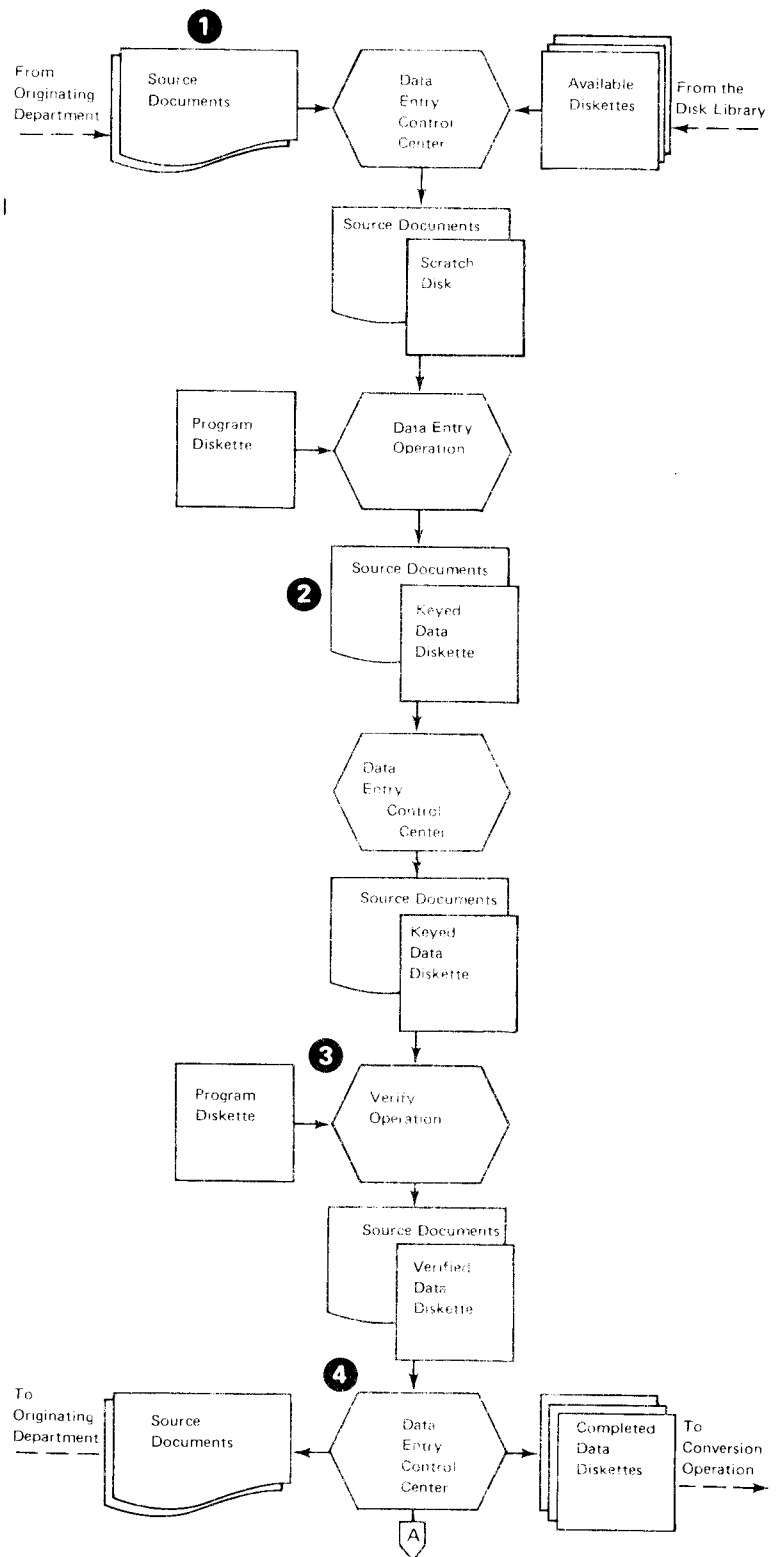 1
From
Originating
Department
Source
Documents
Data
Entry
Control
Center
Available
Diskettes
From the
Disk Library
Source Documents
Scratch
Disk
Program
Diskette
Data Entry
Operation
2
Source Documents
Keyed
Data
Diskette
Data
Entry
Control
Center
Source Documents
Keyed
Data
Diskette
3
Program
Diskette
Verify
Operation
Source Documents
Verified
Data
Diskette
4
To
Originating
Department
Source
Documents
Data
Entry
Control
Center
Completed
Data
Diskettes
To
Conversion
Operation
A